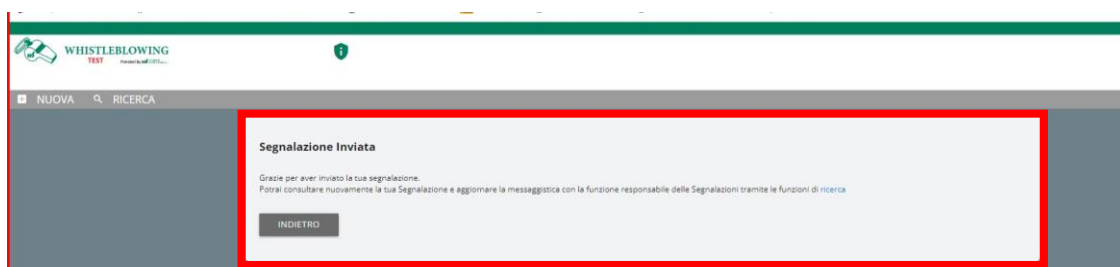 WHISTLEBLOWING
TEST
NUOVA RICERCA
Segnalazione Inviata
Grazie per aver inviato la tua segnalazione.
Potrai consultare nuovamente la tua Segnalazione e aggiornare la messaggistica con la funzione responsabile delle Segnalazioni tramite le funzioni di ricerca
INDIETRO